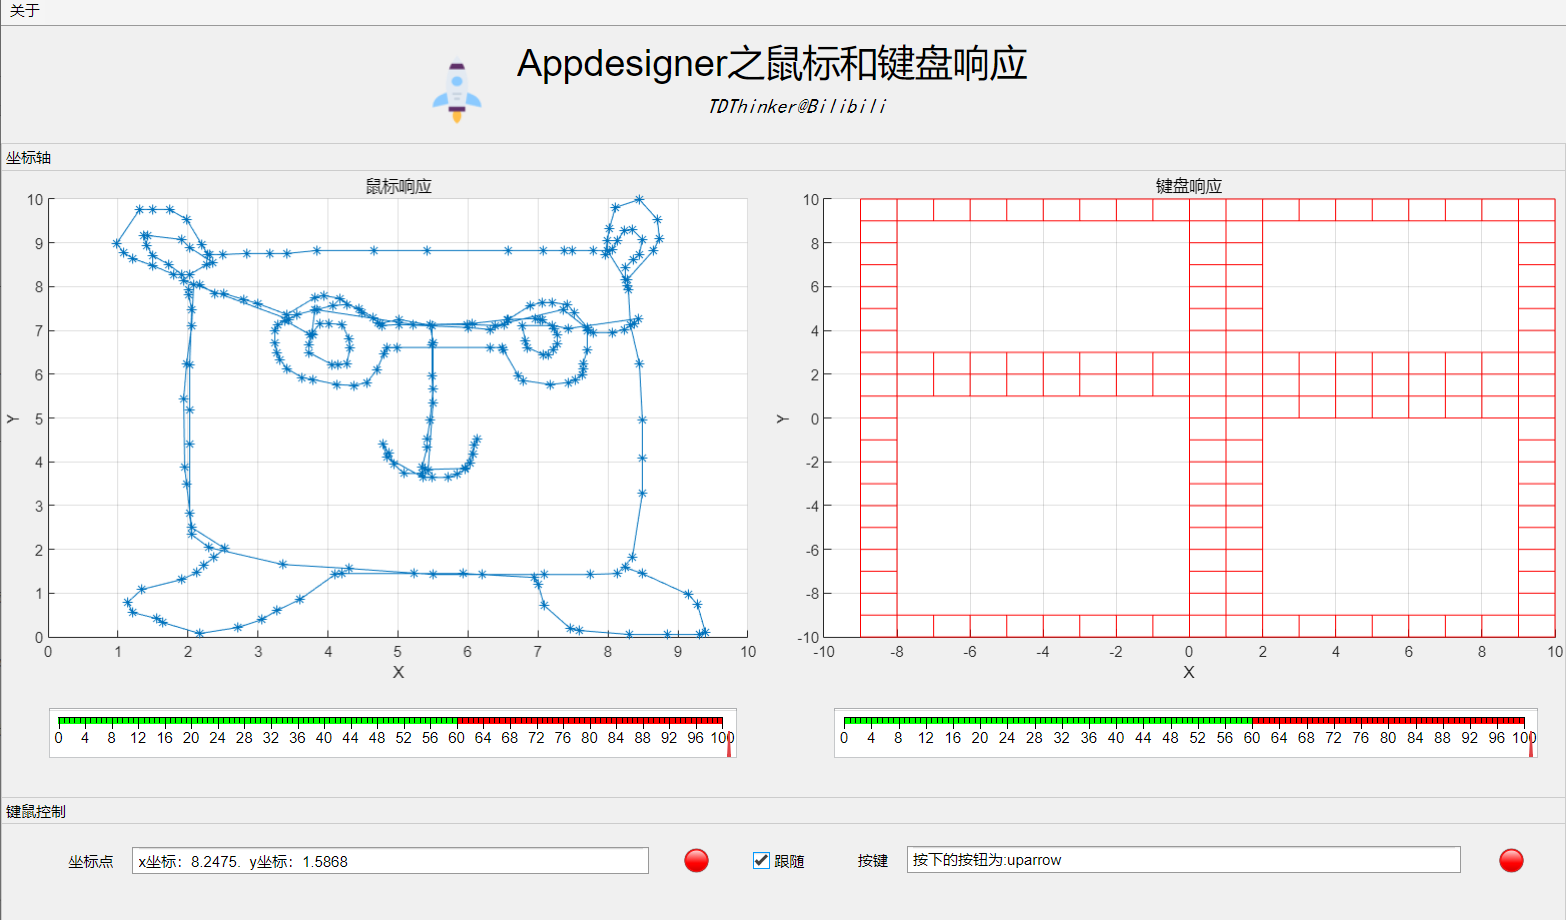 关于
Appdesigner之鼠标和键盘响应
TDThinker@Bilibili
坐标轴
鼠标响应
10
9
8
7
6
5
4
3
2
1
0
Y
0 1 2 3 4 5 6 7 8 9 10
X
键盘响应
10
8
6
4
2
0
-2
-4
-6
-8
-10
Y
-10 -8 -6 -4 -2 0 2 4 6 8 10
X
0 4 8 12 16 20 24 28 32 36 40 44 48 52 56 60 64 68 72 76 80 84 88 92 96 100
0 4 8 12 16 20 24 28 32 36 40 44 48 52 56 60 64 68 72 76 80 84 88 92 96 100
键鼠控制
坐标点 x坐标：8.2475. y坐标：1.5868 跟随 按键 按下的按钮为:uparrow